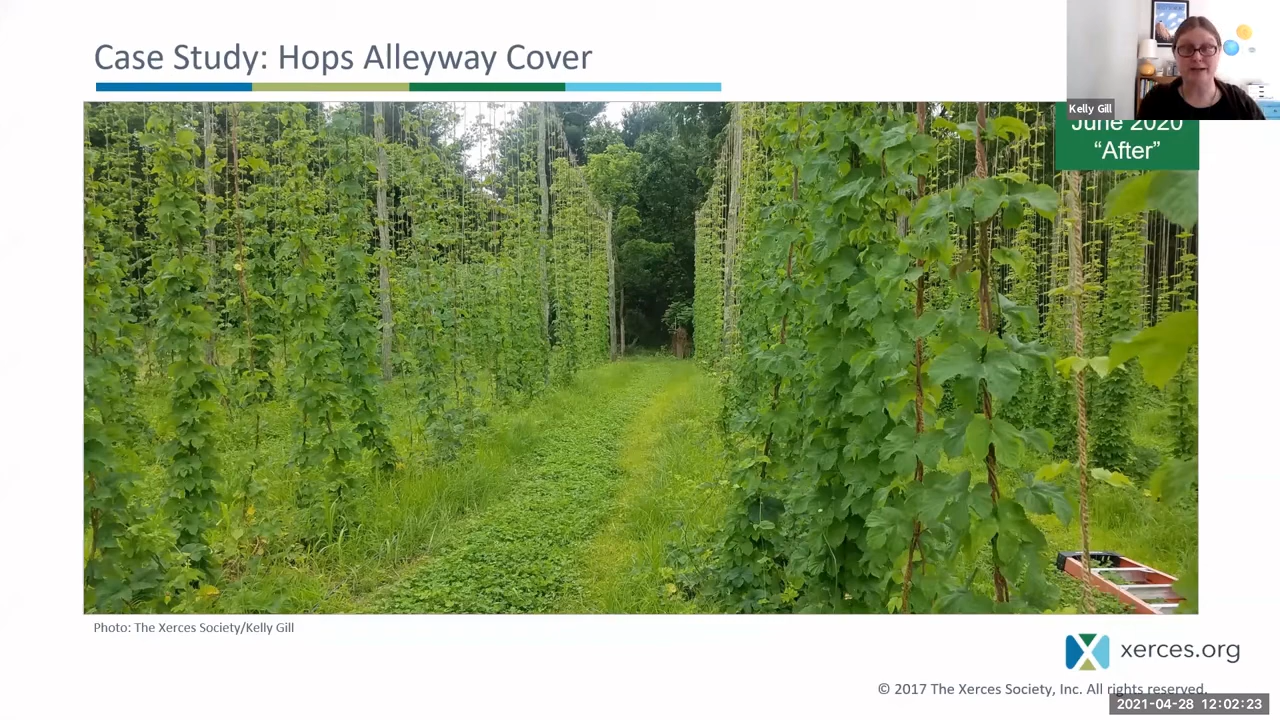 Case Study: Hops Alleyway Cover
Kelly Gill
June 2020
“After”
Photo: The Xerces Society/Kelly Gill
xerces.org
© 2017 The Xerces Society, Inc. All rights reserved.
2021-04-28 12:02:23